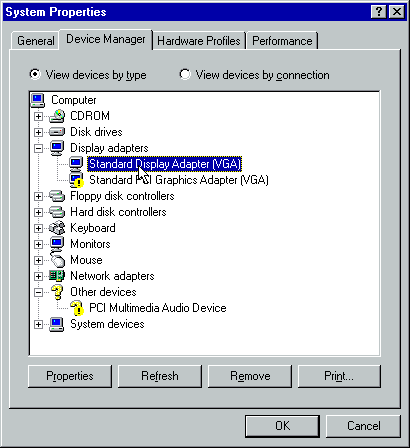 System Properties
General Device Manager Hardware Profiles Performance
View devices by type View devices by connection
Computer
CDROM
Disk drives
Display adapters
Standard Display Adapter (VGA)
Standard PCI Graphics Adapter (VGA)
Floppy disk controllers
Hard disk controllers
Keyboard
Monitors
Mouse
Network adapters
Other devices
PCI Multimedia Audio Device
System devices
Properties Refresh Remove Print...
OK Cancel